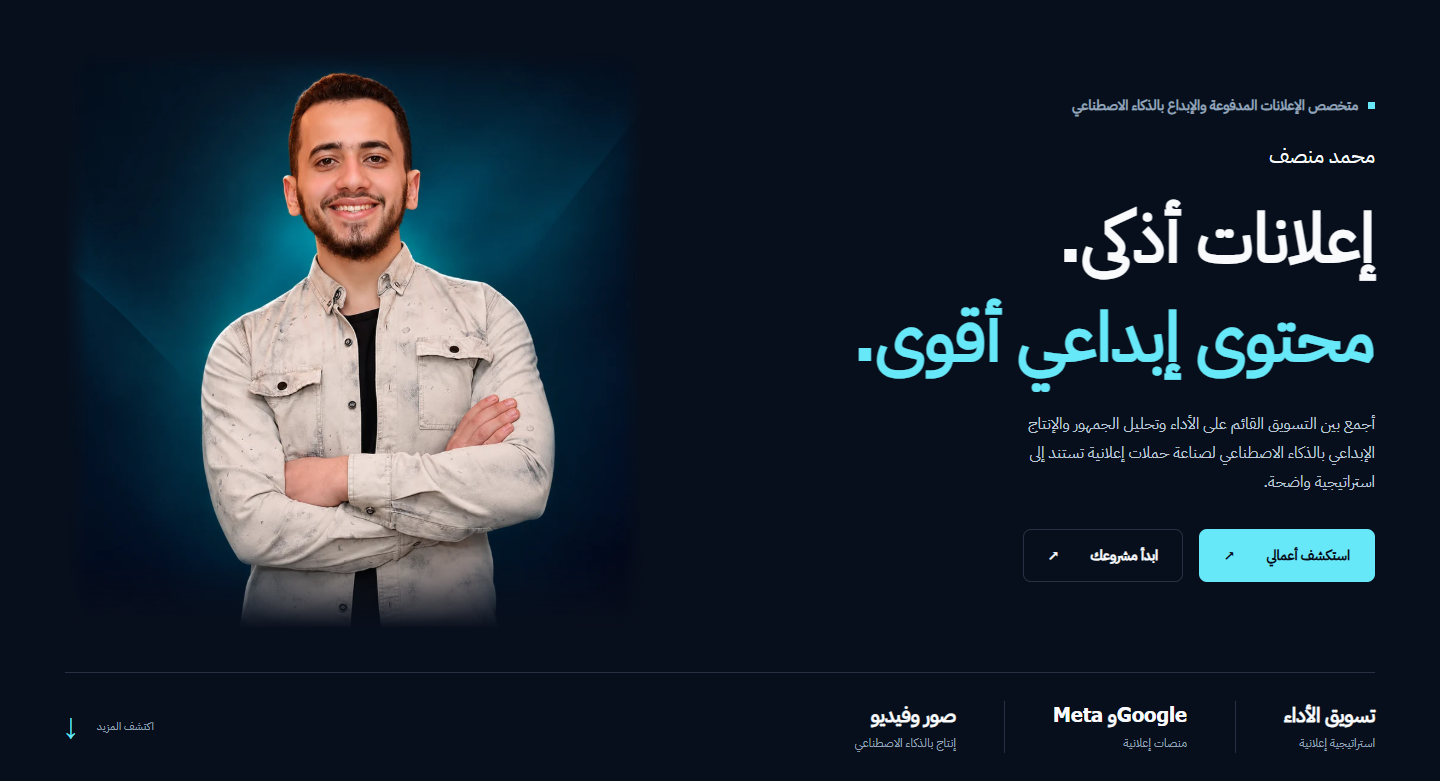 متخصص الإعلانات المدفوعة والإبداع بالذكاء الاصطناعي
محمد منصف
إعلانات أذكى.
محتوى إبداعي أقوى.
أجمع بين التسويق القائم على الأداء وتحليل الجمهور والإنتاج
الإبداعي بالذكاء الاصطناعي لصناعة حملات إعلانية تستند إلى
استراتيجية واضحة.
استكشف أعمالي ↗
ابدأ مشروعك ↗
تسويق الأداء
استراتيجية إعلانية
Google و Meta
منصات إعلانية
صور وفيديو
إنتاج بالذكاء الاصطناعي
اكتشف المزيد ↓